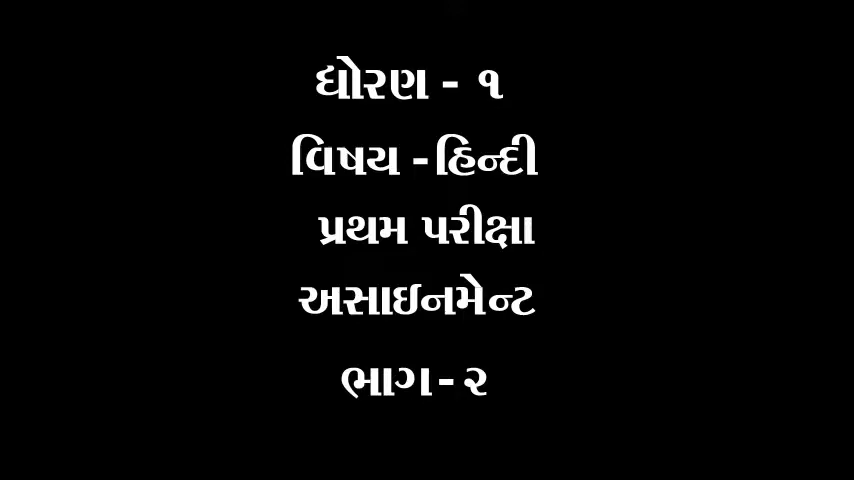 ધોરણ - ૧
વિષય - હિન્દી
પ્રથમ પરીક્ષા
અસાઇનમેન્ટ
ભાગ - ૨